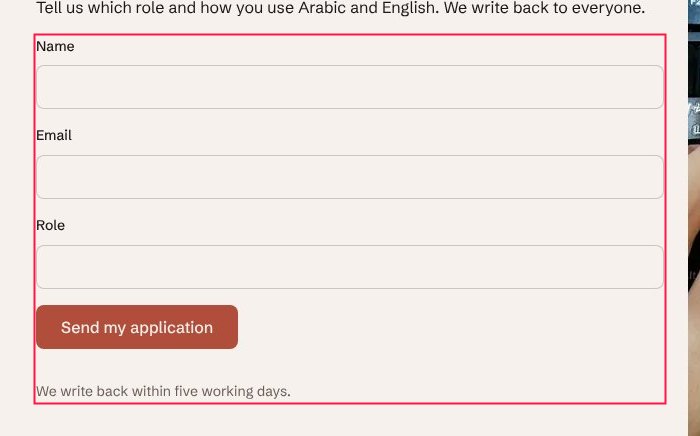 Tell us which role and how you use Arabic and English. We write back to everyone.
Name
Email
Role
Send my application
We write back within five working days.